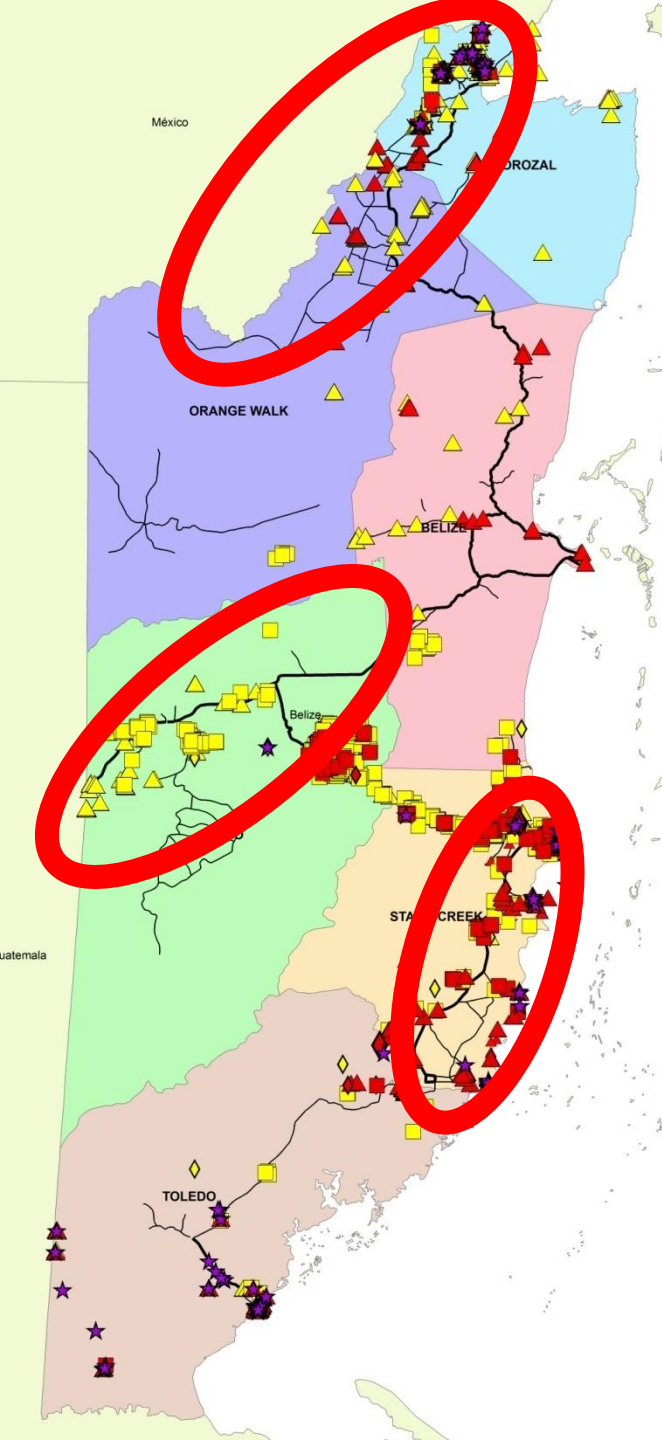 México
OROZAL
ORANGE WALK
BELIZE
Belize
STA CREEK
uatemala
TOLEDO